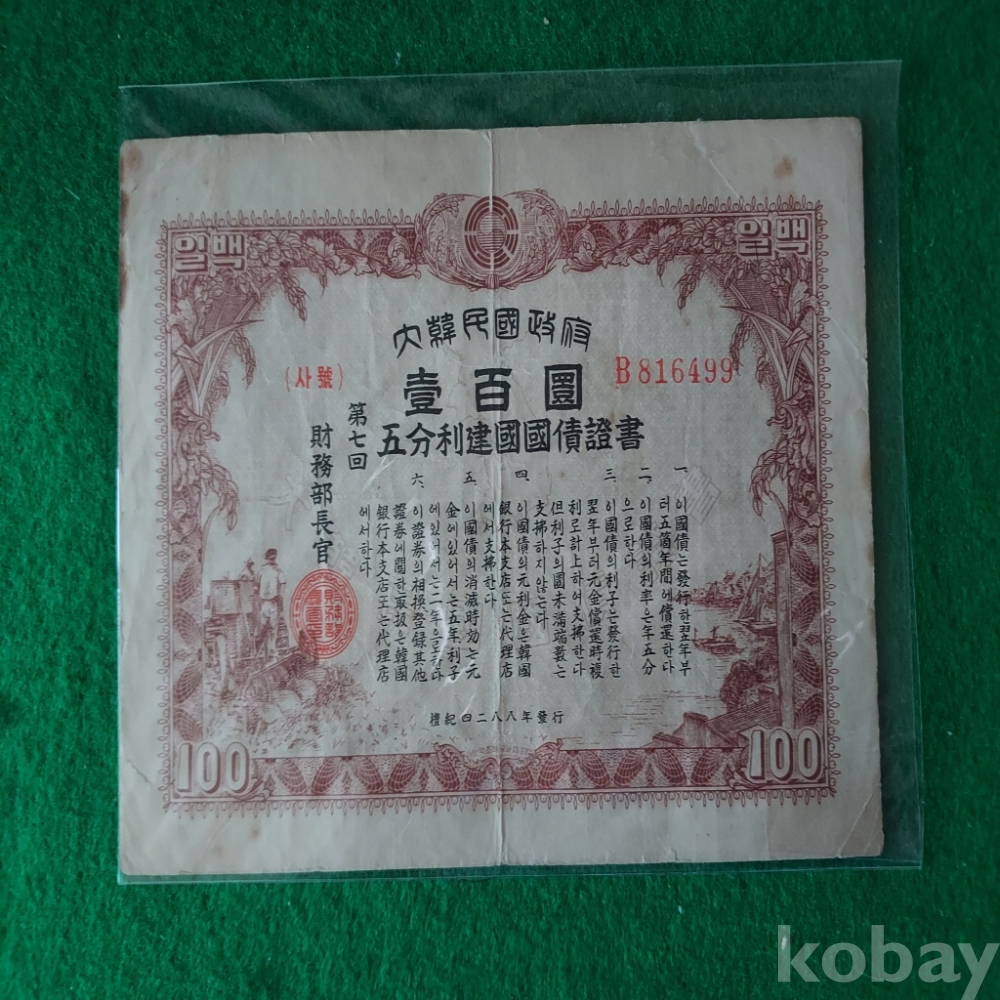 일백
일백
大韓民國政府
(사號)
B816499
壹百圜
五分利建國國債證書
第七回
財務部長官
一、이國債는發行한翌年부
터五箇年間에償還한다
二、이國債의利率은年五分
으로한다
三、이國債의利子는發行한
翌年부터元金償還時複
利로計上하여支拂한다
但利子의圜未滿端數는
支拂하지않는다
四、이國債의元利金은韓國
銀行本支店또는代理店
에서支拂한다
五、이國債의消滅時効는元
金에있어서는五年利子
에있어서는二年으로한다
六、이證券의相換登錄其他
證券에關한取扱은韓國
銀行本支店또는代理店
에서하다
檀紀四二八八年發行
100
100
kobay